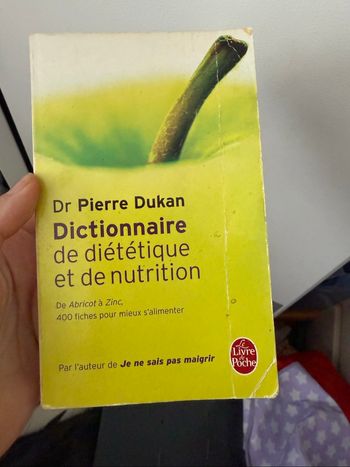 Dr Pierre Dukan
Dictionnaire
de diététique
et de nutrition
De Abricot à Zinc,
400 fiches pour mieux s'alimenter
Par l'auteur de Je ne sais pas maigrir
Le
Livre
de
Poche